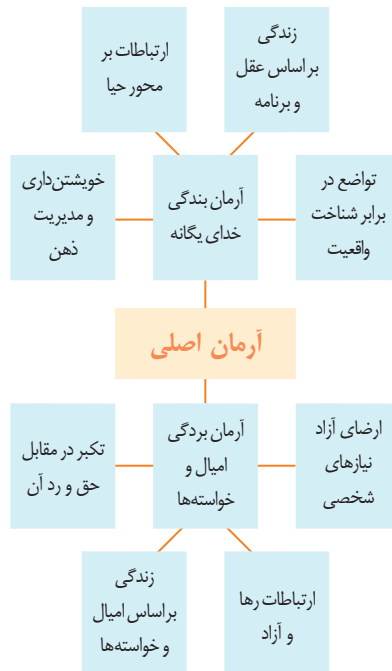 زندگی
براساس عقل
و برنامه
ارتباطات بر
محور حیا
تواضع در
برابر شناخت
واقعیت
آرمان بندگی
خدای یگانه
خویشتن‌داری
و مدیریت
ذهن
آرمان اصلی
ارضای آزاد
نیازهای
شخصی
آرمان بردگی
امیال و
خواسته‌ها
تکبر در مقابل
حق و رد آن
ارتباطات رها
و آزاد
زندگی
براساس امیال
و خواسته‌ها